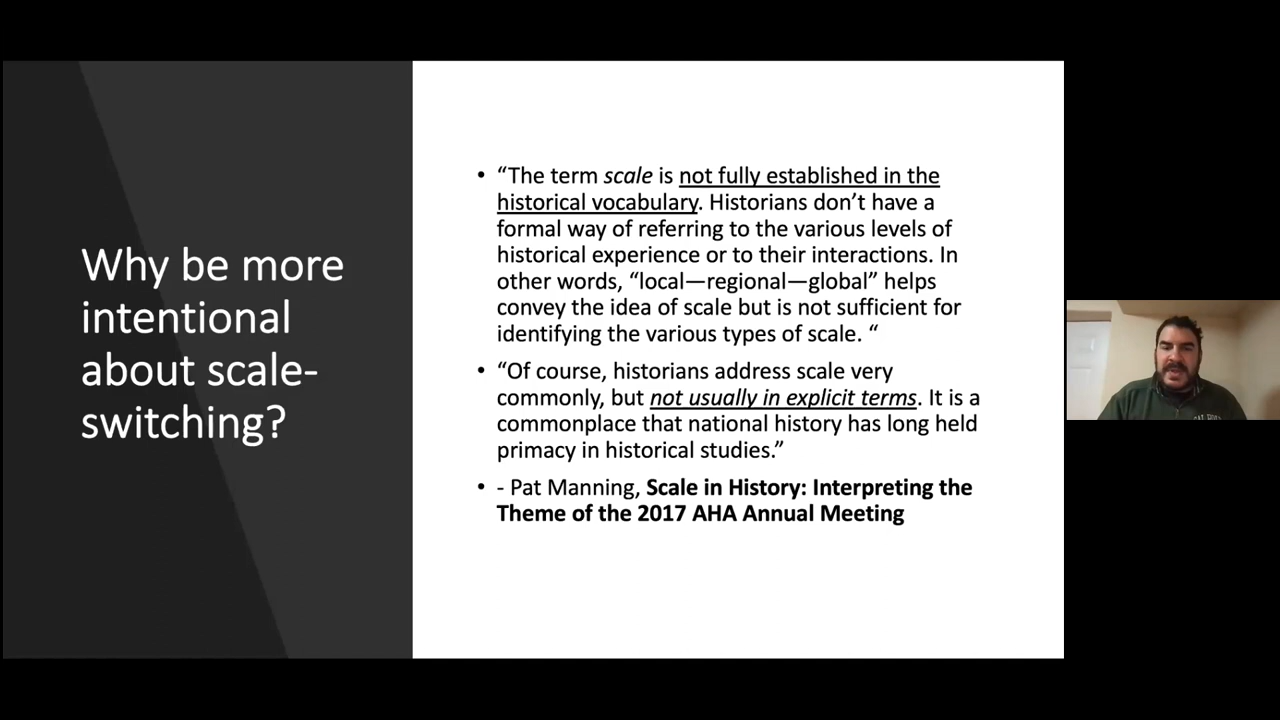 Why be more
intentional
about scale-
switching?
• “The term scale is not fully established in the
historical vocabulary. Historians don’t have a
formal way of referring to the various levels of
historical experience or to their interactions. In
other words, “local—regional—global” helps
convey the idea of scale but is not sufficient for
identifying the various types of scale. “
• “Of course, historians address scale very
commonly, but not usually in explicit terms. It is a
commonplace that national history has long held
primacy in historical studies.”
• - Pat Manning, Scale in History: Interpreting the
Theme of the 2017 AHA Annual Meeting